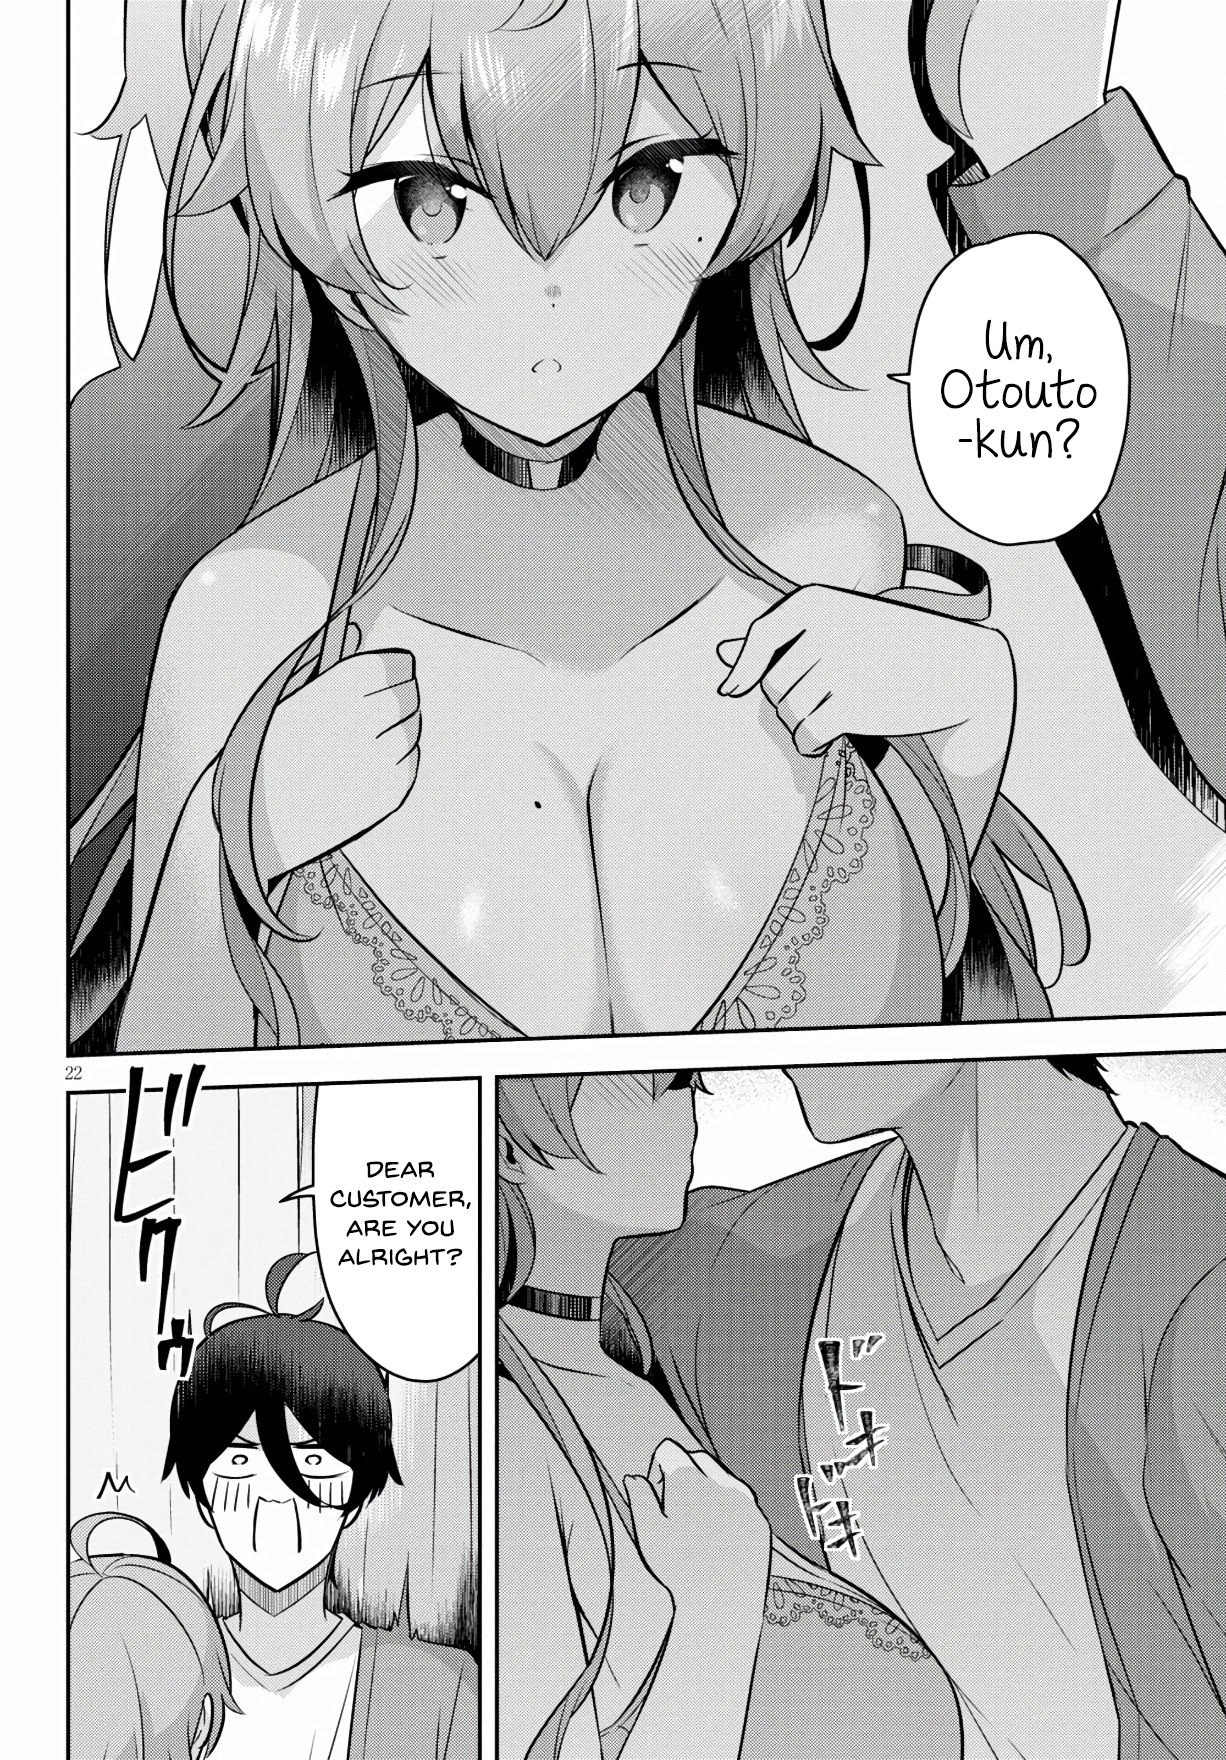 Um,
Otouto
-kun?
ドキ
ドキ
DEAR
CUSTOMER,
ARE YOU
ALRIGHT?
ビクゥ
22